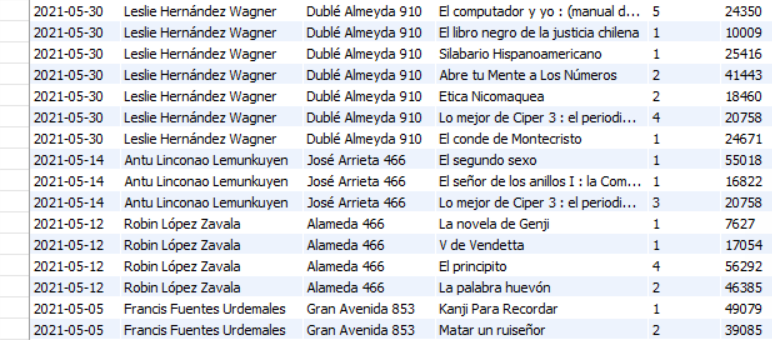 2021-05-30 Leslie Hernández Wagner Dublé Almeyda 910 El computador y yo : (manual d... 5 24350
2021-05-30 Leslie Hernández Wagner Dublé Almeyda 910 El libro negro de la justicia chilena 1 10009
2021-05-30 Leslie Hernández Wagner Dublé Almeyda 910 Silabario Hispanoamericano 1 25416
2021-05-30 Leslie Hernández Wagner Dublé Almeyda 910 Abre tu Mente a Los Números 2 41443
2021-05-30 Leslie Hernández Wagner Dublé Almeyda 910 Etica Nicomaquea 2 18460
2021-05-30 Leslie Hernández Wagner Dublé Almeyda 910 Lo mejor de Ciper 3 : el periodi... 4 20758
2021-05-30 Leslie Hernández Wagner Dublé Almeyda 910 El conde de Montecristo 1 24671
2021-05-14 Antu Linconao Lemunkuyen José Arrieta 466 El segundo sexo 1 55018
2021-05-14 Antu Linconao Lemunkuyen José Arrieta 466 El señor de los anillos I : la Com... 1 16822
2021-05-14 Antu Linconao Lemunkuyen José Arrieta 466 Lo mejor de Ciper 3 : el periodi... 3 20758
2021-05-12 Robin López Zavala Alameda 466 La novela de Genji 1 7627
2021-05-12 Robin López Zavala Alameda 466 V de Vendetta 1 17054
2021-05-12 Robin López Zavala Alameda 466 El principito 4 56292
2021-05-12 Robin López Zavala Alameda 466 La palabra huevón 2 46385
2021-05-05 Francis Fuentes Urdemales Gran Avenida 853 Kanji Para Recordar 1 49079
2021-05-05 Francis Fuentes Urdemales Gran Avenida 853 Matar un ruiseñor 2 39085